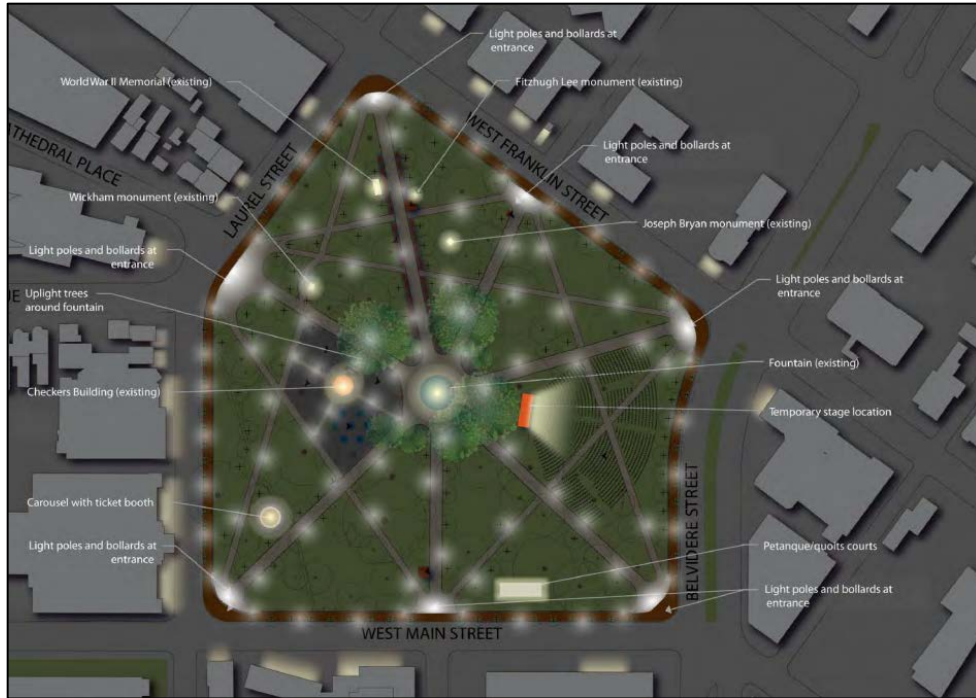 Light poles and bollards at
entrance
World War II Memorial (existing)
Fitzhugh Lee monument (existing)
WEST FRANKLIN STREET
Light poles and bollards at
entrance
CATHEDRAL PLACE
LAUREL STREET
Wickham monument (existing)
Joseph Bryan monument (existing)
Light poles and bollards at
entrance
Light poles and bollards at
entrance
Uplight trees
around fountain
Fountain (existing)
Checkers Building (existing)
Temporary stage location
Carousel with ticket booth
Light poles and bollards at
entrance
Petanque/quoits courts
BELVIDERE STREET
Light poles and bollards at
entrance
WEST MAIN STREET